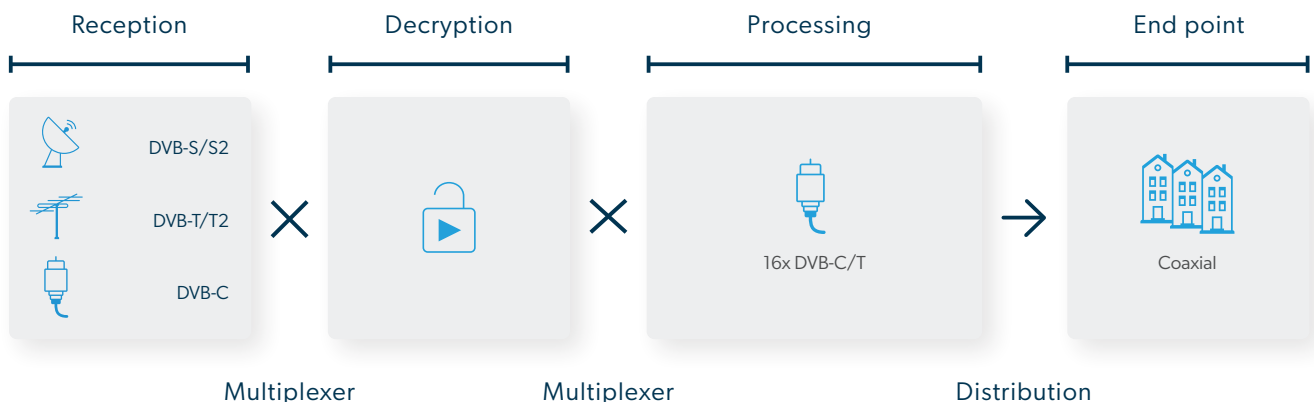 Reception
Decryption
Processing
End point
DVB-S/S2
DVB-T/T2
DVB-C
16x DVB-C/T
Coaxial
Multiplexer
Multiplexer
Distribution